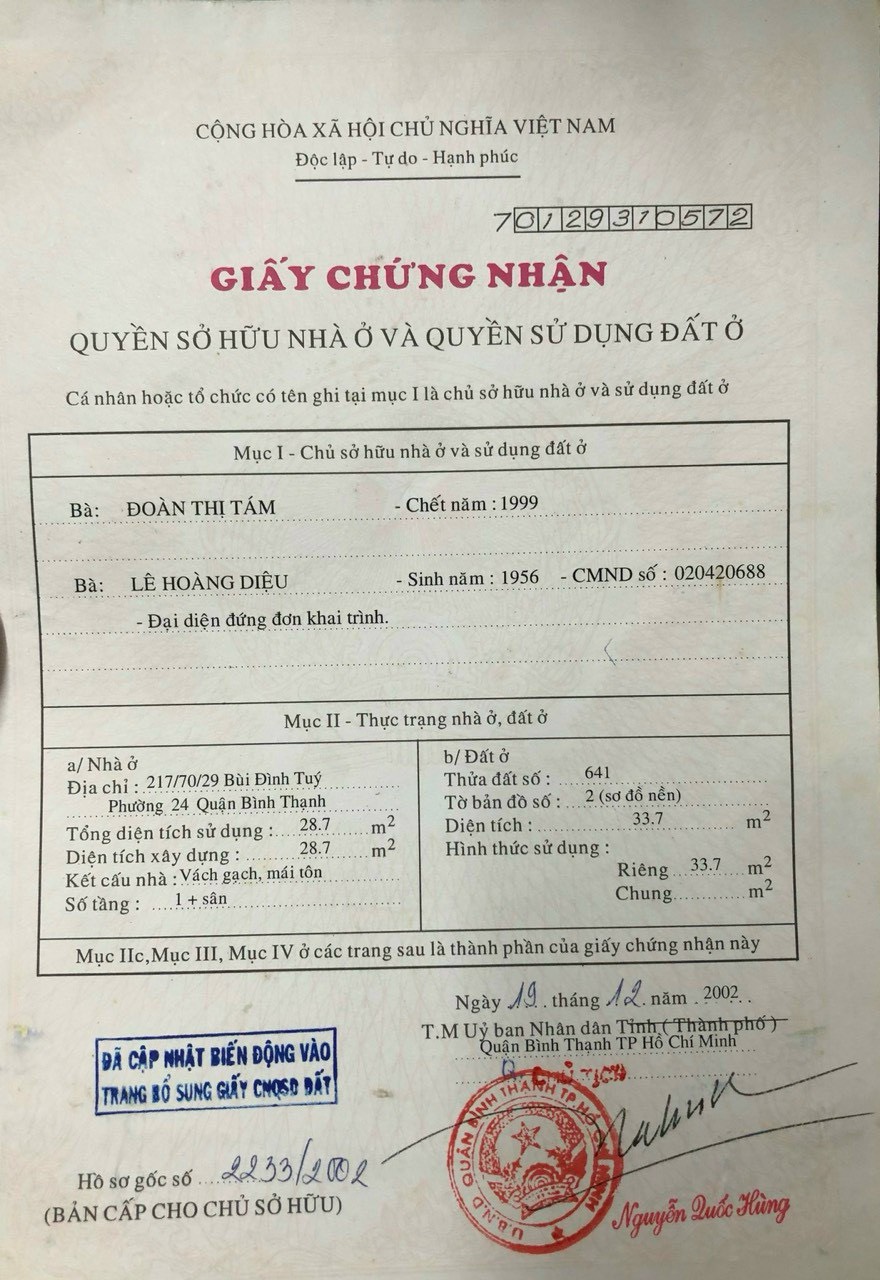 CỘNG HÒA XÃ HỘI CHỦ NGHĨA VIỆT NAM
Độc lập - Tự do - Hạnh phúc
70129310572
GIẤY CHỨNG NHẬN
QUYỀN SỞ HỮU NHÀ Ở VÀ QUYỀN SỬ DỤNG ĐẤT Ở
Cá nhân hoặc tổ chức có tên ghi tại mục I là chủ sở hữu nhà ở và sử dụng đất ở
Mục I - Chủ sở hữu nhà ở và sử dụng đất ở
Bà: ĐOÀN THỊ TÁM - Chết năm : 1999
Bà: LÊ HOÀNG DIỆU - Sinh năm : 1956 - CMND số : 020420688
- Đại diện đứng đơn khai trình.
Mục II - Thực trạng nhà ở, đất ở
a/ Nhà ở
Địa chỉ : 217/70/29 Bùi Đình Tuý
Phường 24 Quận Bình Thạnh
Tổng diện tích sử dụng : 28.7 m2
Diện tích xây dựng : 28.7 m2
Kết cấu nhà : Vách gạch, mái tôn
Số tầng : 1 + sân
b/ Đất ở
Thửa đất số : 641
Tờ bản đồ số : 2 (sơ đồ nền)
Diện tích : 33.7 m2
Hình thức sử dụng :
Riêng 33.7 m2
Chung m2
Mục IIc,Mục III, Mục IV ở các trang sau là thành phần của giấy chứng nhận này
Ngày 19 tháng 12 năm 2002
T.M Uỷ ban Nhân dân Tỉnh ( Thành phố )
Quận Bình Thạnh TP Hồ Chí Minh
ĐÃ CẬP NHẬT BIẾN ĐỘNG VÀO
TRANG BỔ SUNG GIẤY CNQSD ĐẤT
U.B.N.D QUẬN BÌNH THẠNH TP. HỒ CHÍ MINH
Hồ sơ gốc số 2233/2002
(BẢN CẤP CHO CHỦ SỞ HỮU)
Nguyễn Quốc Hùng